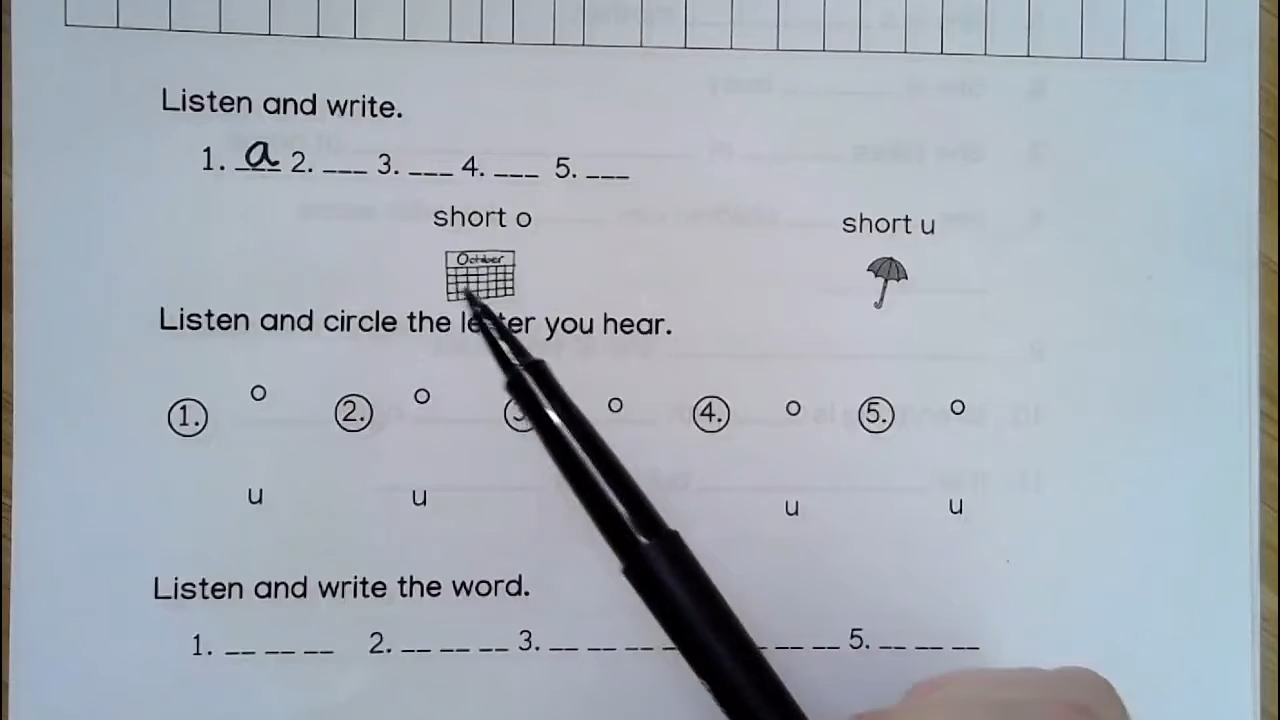 Listen and write.
1. a 2. ___ 3. ___ 4. ___ 5. ___
short o short u
October
Listen and circle the letter you hear.
1. o 2. o 3. o 4. o 5. o
u u u u
Listen and write the word.
1. __ __ __ 2. __ __ __ 3. __ __ __ __ __ 5. __ __ __